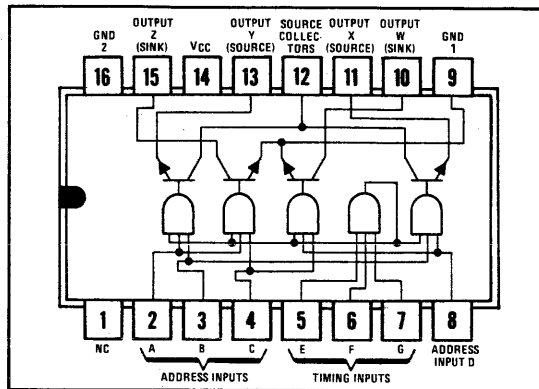 GND 2
OUTPUT Z (SINK)
VCC
OUTPUT Y (SOURCE)
SOURCE COLLEC- TORS
OUTPUT X (SOURCE)
OUTPUT W (SINK)
GND 1
16 15 14 13 12 11 10 9
1 2 3 4 5 6 7 8
NC A B C E F G ADDRESS INPUT D
ADDRESS INPUTS TIMING INPUTS